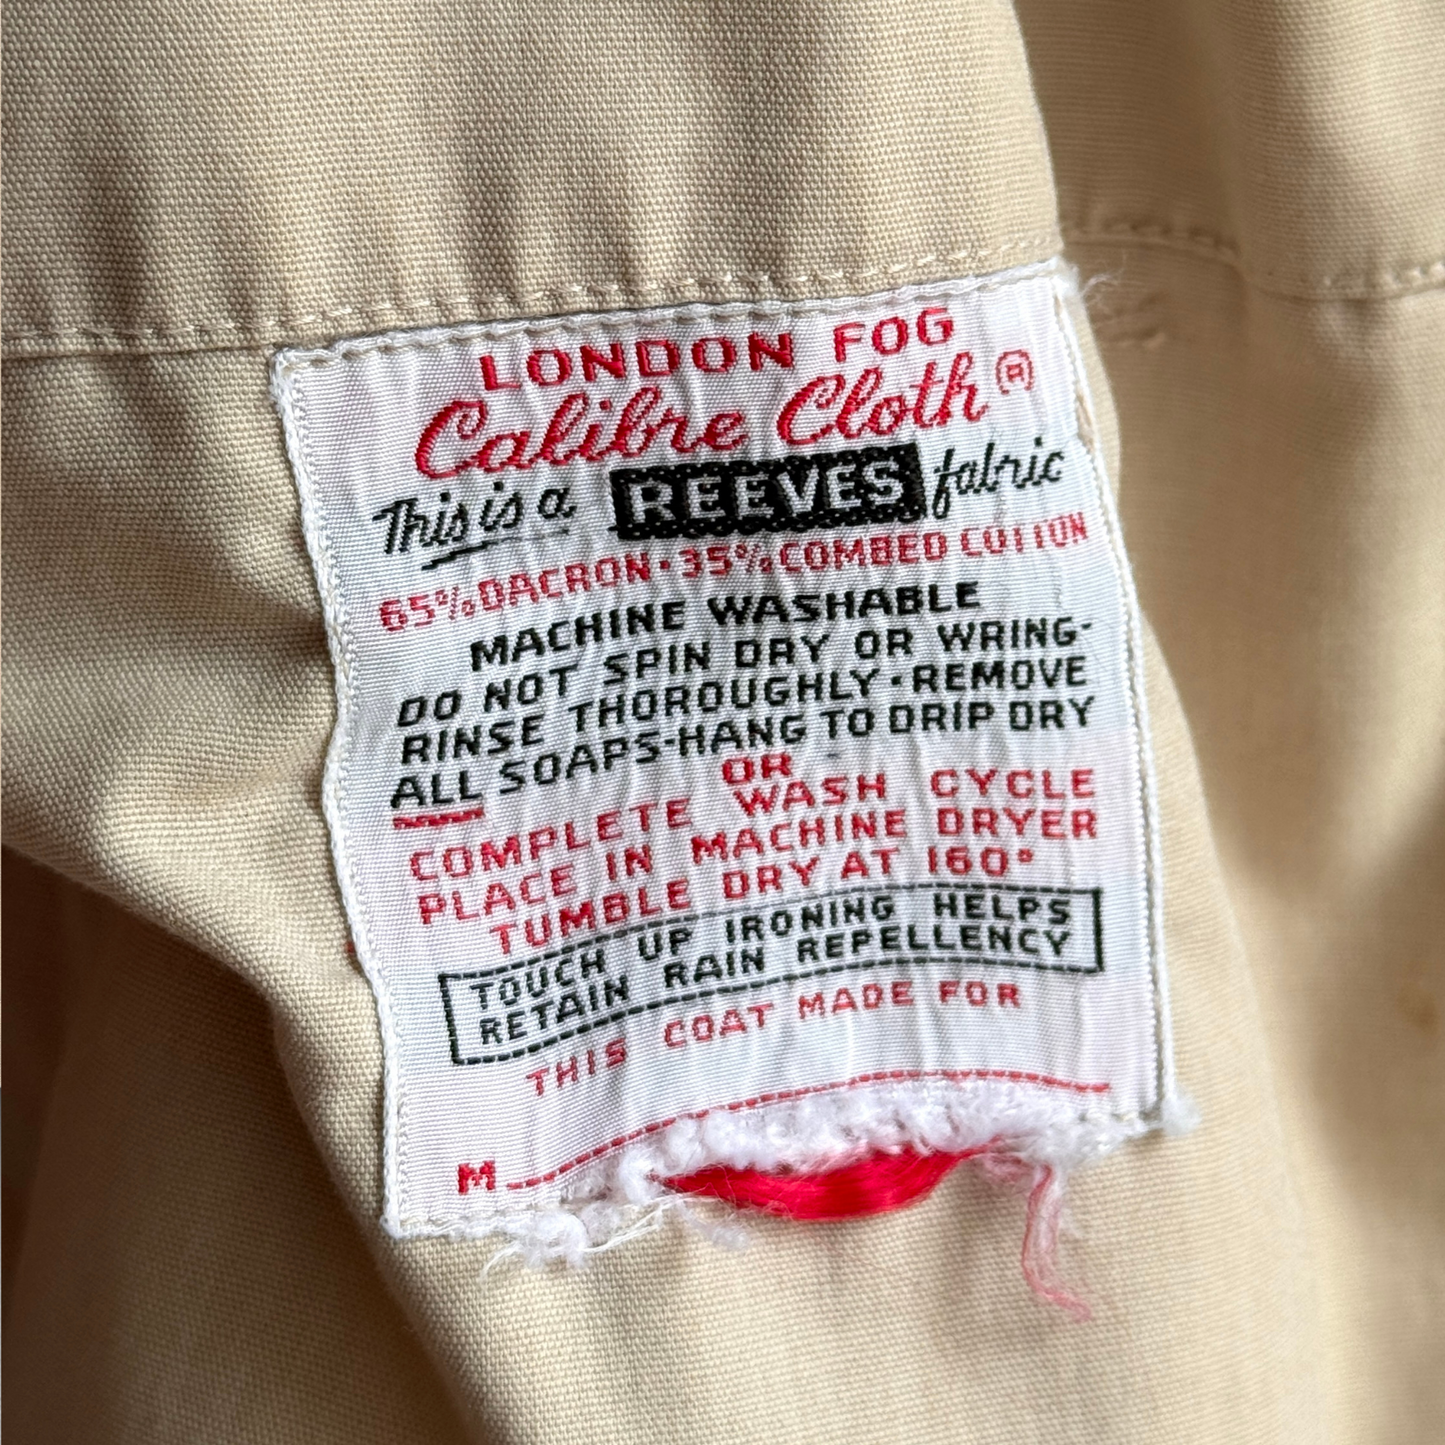 LONDON FOG
Calibre Cloth ®
This is a REEVES fabric
65% DACRON · 35% COMBED COTTON
MACHINE WASHABLE
DO NOT SPIN DRY OR WRING-
RINSE THOROUGHLY · REMOVE
ALL SOAPS-HANG TO DRIP DRY
OR
COMPLETE WASH CYCLE
PLACE IN MACHINE DRYER
TUMBLE DRY AT 160°
TOUCH UP IRONING HELPS
RETAIN RAIN REPELLENCY
THIS COAT MADE FOR
M